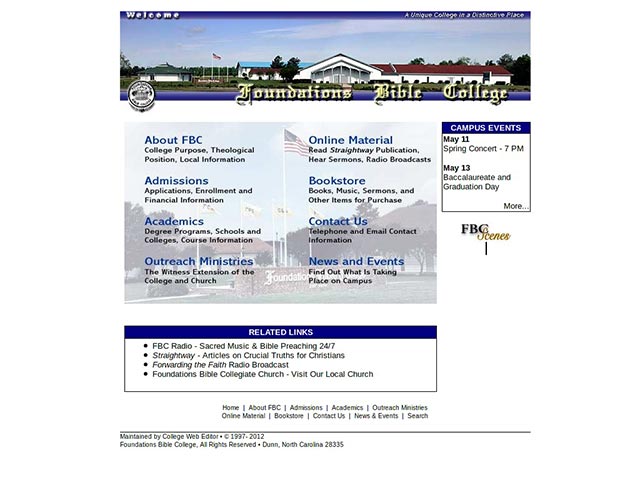 Welcome
A Unique College in a Distinctive Place
Foundations Bible College
About FBC
College Purpose, Theological
Position, Local Information
Admissions
Applications, Enrollment and
Financial Information
Academics
Degree Programs, Schools and
Colleges, Course Information
Outreach Ministries
The Witness Extension of the
College and Church
Online Material
Read Straightway Publication,
Hear Sermons, Radio Broadcasts
Bookstore
Books, Music, Sermons, and
Other Items for Purchase
Contact Us
Telephone and Email Contact
Information
News and Events
Find Out What Is Taking
Place on Campus
CAMPUS EVENTS
May 11
Spring Concert - 7 PM
May 13
Baccalaureate and
Graduation Day
More...
FBC
Scenes
RELATED LINKS
FBC Radio - Sacred Music & Bible Preaching 24/7
Straightway - Articles on Crucial Truths for Christians
Forwarding the Faith Radio Broadcast
Foundations Bible Collegiate Church - Visit Our Local Church
Home | About FBC | Admissions | Academics | Outreach Ministries
Online Material | Bookstore | Contact Us | News & Events | Search
Maintained by College Web Editor • © 1997- 2012
Foundations Bible College, All Rights Reserved • Dunn, North Carolina 28335